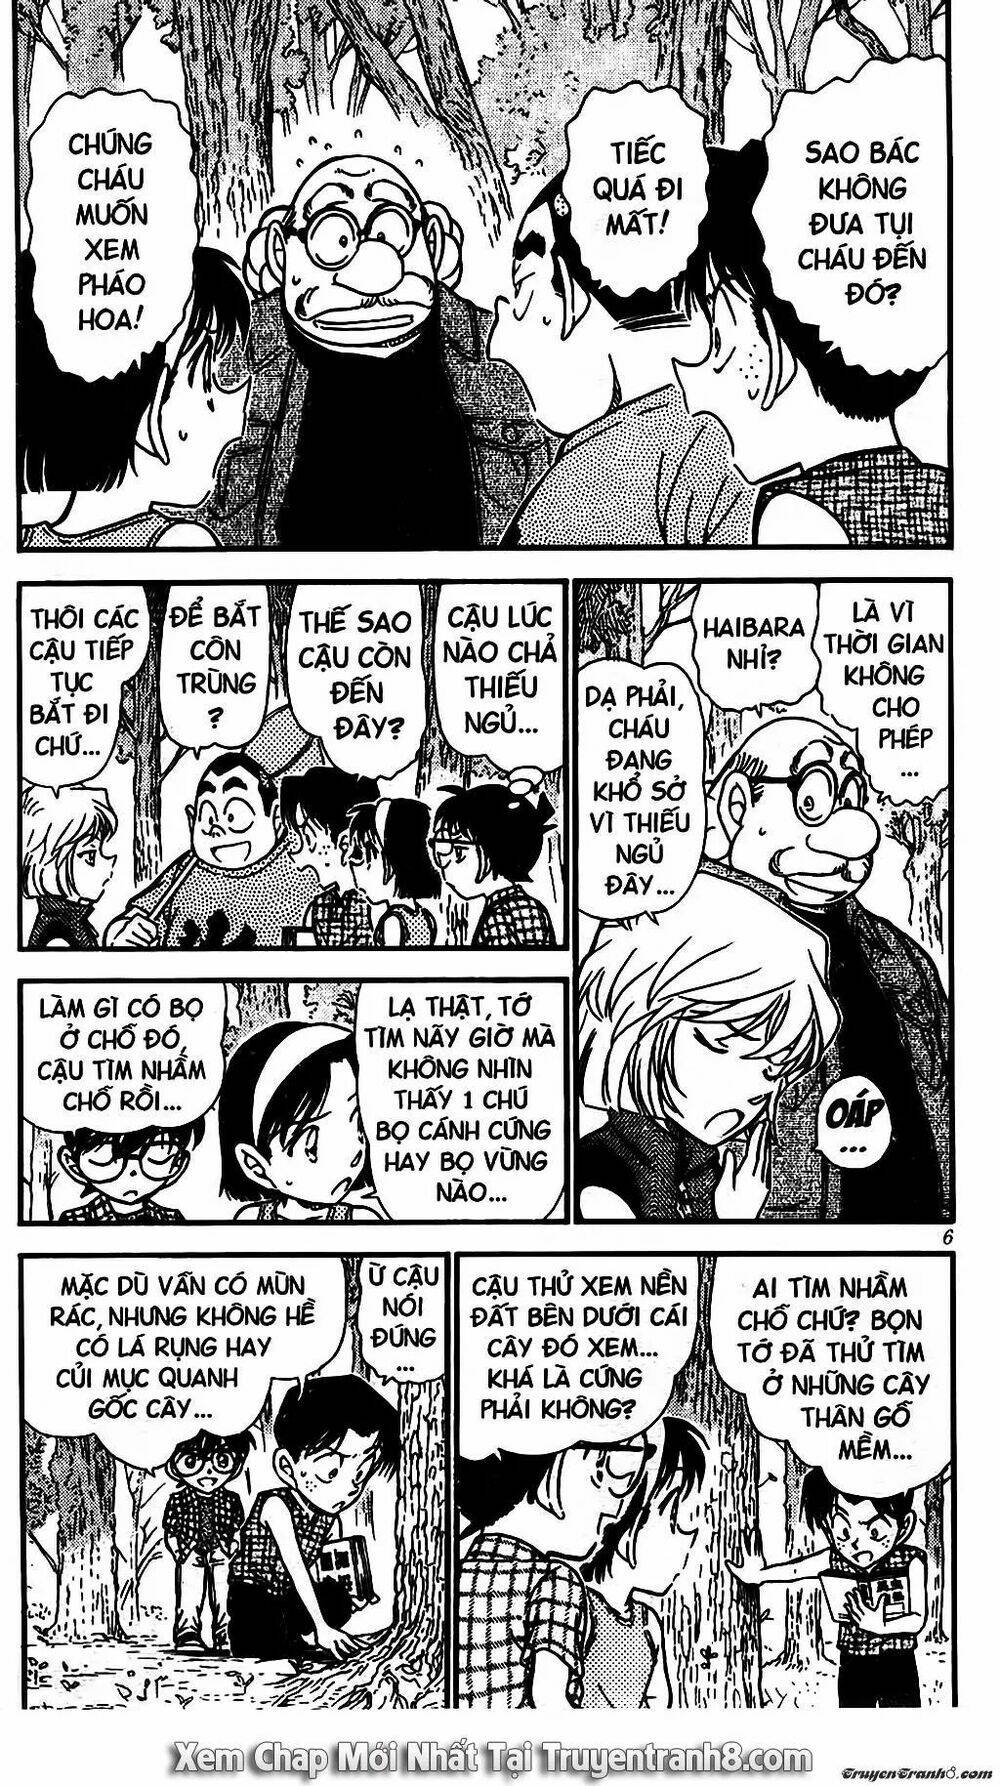 SAO BÁC
KHÔNG
ĐƯA TỤI
CHÁU ĐẾN
ĐÓ?
TIẾC
QUÁ ĐI
MẤT!
CHÚNG
CHÁU
MUỐN
XEM
PHÁO
HOA!
LÀ VÌ
THỜI GIAN
KHÔNG
CHO
PHÉP
...
HAIBARA
NHỈ?
DẠ PHẢI,
CHÁU
ĐANG
KHỔ SỞ
VÌ THIẾU
NGỦ
ĐÂY...
OÁP
...
CẬU LÚC
NÀO CHẢ
THIẾU
NGỦ...
THẾ SAO
CẬU CÒN
ĐẾN
ĐÂY?
ĐỂ BẮT
CÔN
TRÙNG
?
THÔI CÁC
CẬU TIẾP
TỤC
BẮT ĐI
CHỨ...
LẠ THẬT, TỚ
TÌM NÃY GIỜ MÀ
KHÔNG NHÌN
THẤY 1 CHÚ
BỌ CÁNH CỨNG
HAY BỌ VỪNG
NÀO...
LÀM GÌ CÓ BỌ
Ở CHỖ ĐÓ,
CẬU TÌM NHẦM
CHỖ RỒI...
6
AI TÌM NHẦM
CHỖ CHỨ? BỌN
TỚ ĐÃ THỬ TÌM
Ở NHỮNG CÂY
THÂN GỖ
MỀM...
CẬU THỬ XEM NỀN
ĐẤT BÊN DƯỚI CÁI
CÂY ĐÓ XEM...
KHÁ LÀ CỨNG
PHẢI KHÔNG?
Ừ CẬU
NÓI
ĐÚNG
...
MẶC DÙ VẪN CÓ MÙN
RÁC, NHƯNG KHÔNG HỀ
CÓ LÁ RỤNG HAY
CỦI MỤC QUANH
GỐC CÂY...
Xem Chap Mới Nhất Tại Truyentranh8.com
TruyenTranh8.com